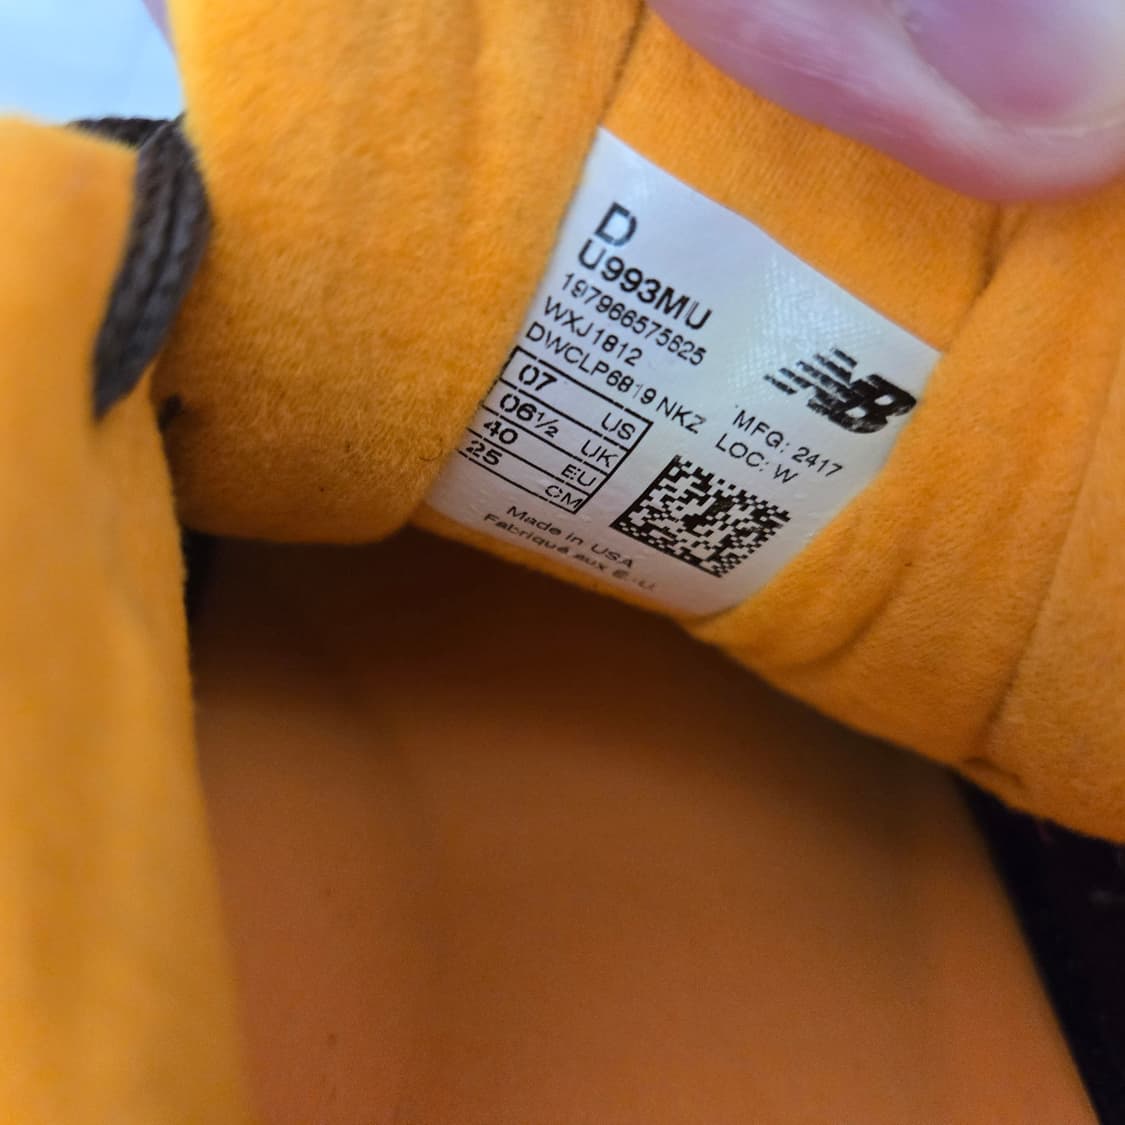 D
U993MU
197966575625
WXJ1812
DWCLP6819 NKZ
NB
MFG: 2417
LOC: W
07 US
06½ UK
40 EU
25 CM
Made in USA
Fabriqué aux É.-U.